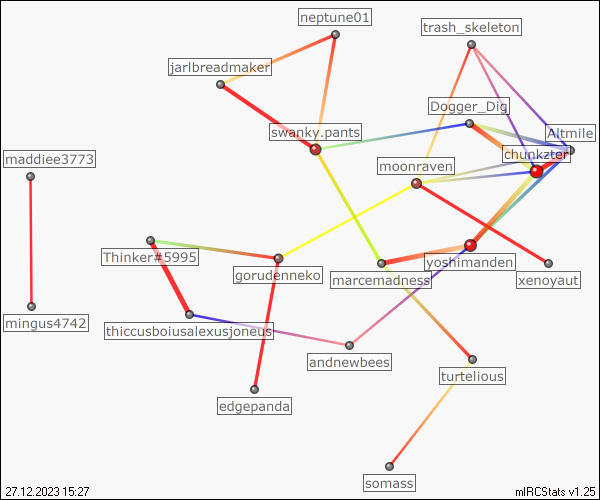 neptune01
trash_skeleton
jarlbreadmaker
Dogger_Dig
swanky.pants
Altmile
chunkzter
maddiee3773
moonraven
Thinker#5995
yoshimanden
gorudenneko
marcemadness
xenoyaut
mingus4742
thiccusboiusalexusjoneus
andnewbees
turtelious
edgepanda
somass
27.12.2023 15:27
mIRCStats v1.25